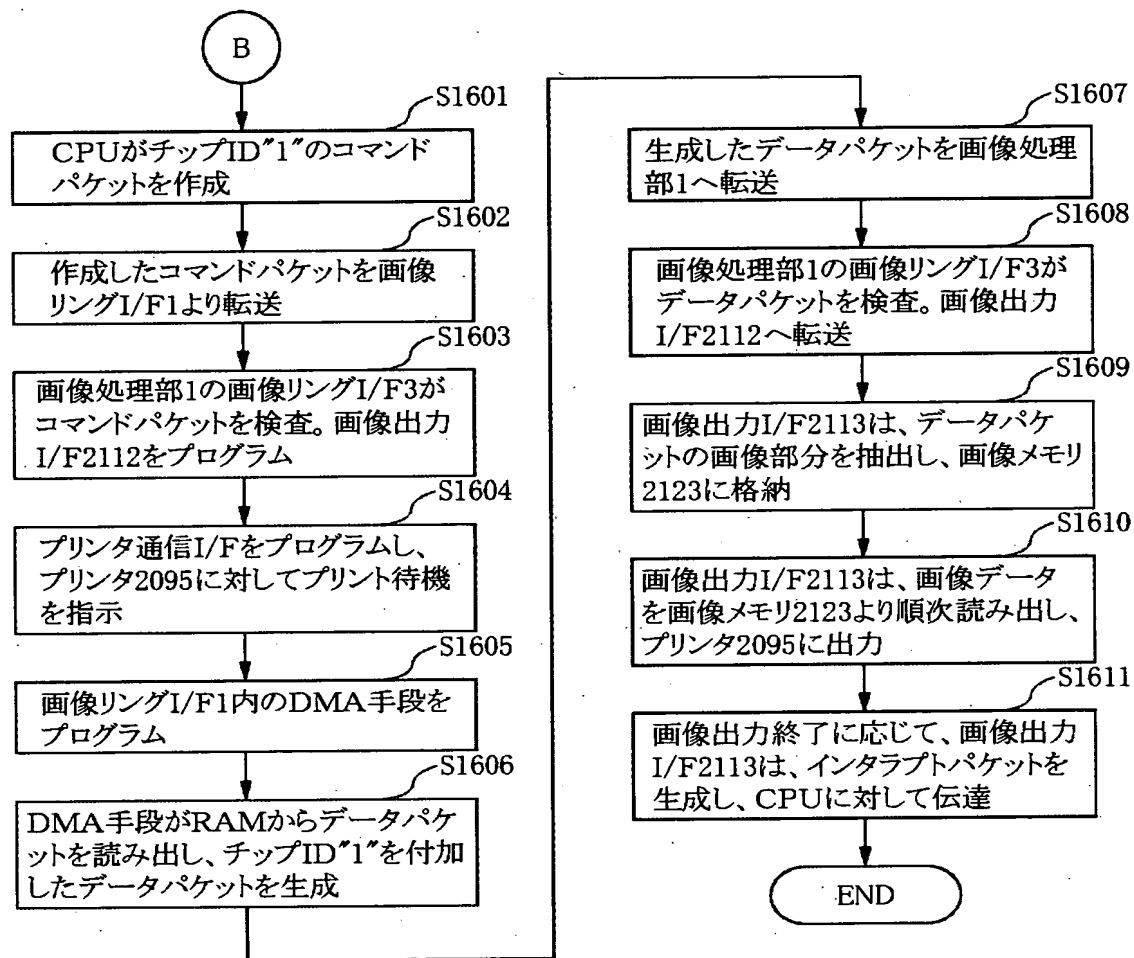 B
S1601
CPUがチップID"1"のコマンド
パケットを作成
S1602
作成したコマンドパケットを画像
リングI/F1より転送
S1603
画像処理部1の画像リングI/F3が
コマンドパケットを検査。画像出力
I/F2112をプログラム
S1604
プリンタ通信I/Fをプログラムし、
プリンタ2095に対してプリント待機
を指示
S1605
画像リングI/F1内のDMA手段を
プログラム
S1606
DMA手段がRAMからデータパケ
ットを読み出し、チップID"1"を付加
したデータパケットを生成
S1607
生成したデータパケットを画像処理
部1へ転送
S1608
画像処理部1の画像リングI/F3が
データパケットを検査。画像出力
I/F2112へ転送
S1609
画像出力I/F2113は、データパケ
ットの画像部分を抽出し、画像メモリ
2123に格納
S1610
画像出力I/F2113は、画像データ
を画像メモリ2123より順次読み出し、
プリンタ2095に出力
S1611
画像出力終了に応じて、画像出力
I/F2113は、インタラプトパケットを
生成し、CPUに対して伝達
END